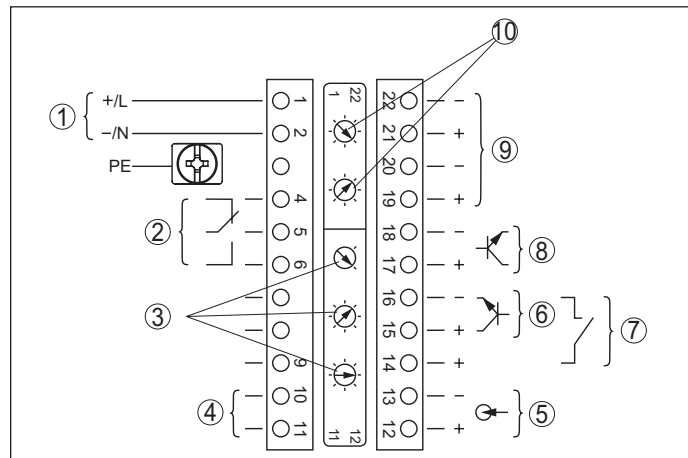 ⑩
① +/L 1 1 22 22 –
–/N 2 21 + ⑨
PE 20 –
4 19 +
② 5 18 – ⑧
6 17 +
16 – ⑥
③ 15 + ⑦
9 14 +
④ 10 13 – ⑤
11 11 12 12 +